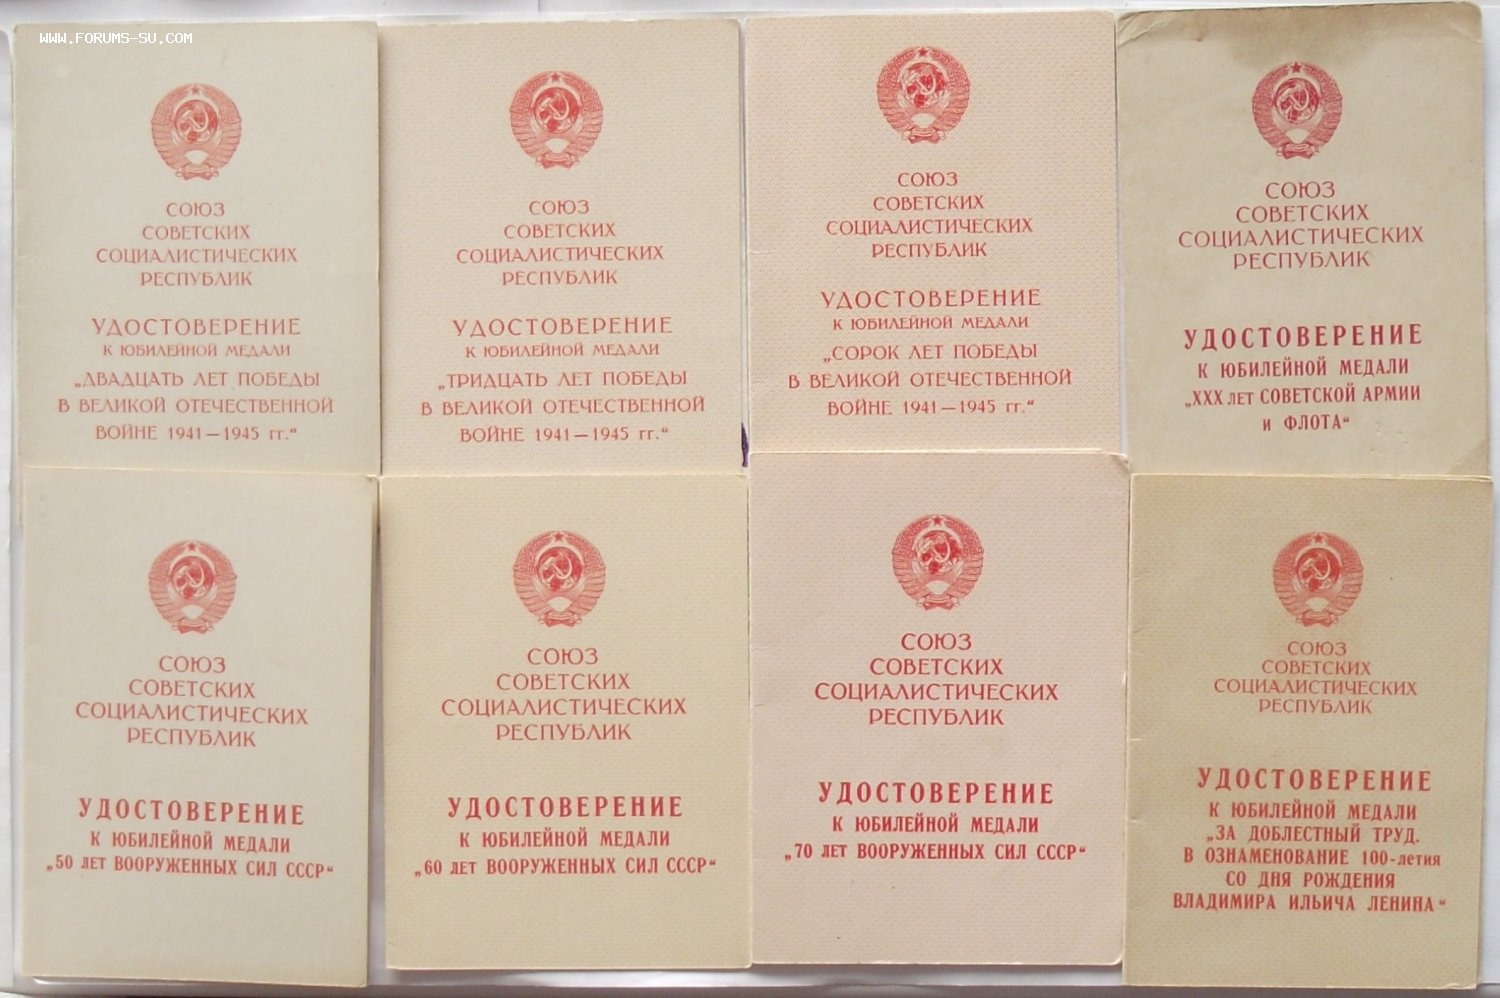 WWW.FORUMS-SU.COM
СОЮЗ
СОВЕТСКИХ
СОЦИАЛИСТИЧЕСКИХ
РЕСПУБЛИК
УДОСТОВЕРЕНИЕ
К ЮБИЛЕЙНОЙ МЕДАЛИ
„ДВАДЦАТЬ ЛЕТ ПОБЕДЫ
В ВЕЛИКОЙ ОТЕЧЕСТВЕННОЙ
ВОЙНЕ 1941—1945 гг.“
СОЮЗ
СОВЕТСКИХ
СОЦИАЛИСТИЧЕСКИХ
РЕСПУБЛИК
УДОСТОВЕРЕНИЕ
К ЮБИЛЕЙНОЙ МЕДАЛИ
„ТРИДЦАТЬ ЛЕТ ПОБЕДЫ
В ВЕЛИКОЙ ОТЕЧЕСТВЕННОЙ
ВОЙНЕ 1941—1945 гг.“
СОЮЗ
СОВЕТСКИХ
СОЦИАЛИСТИЧЕСКИХ
РЕСПУБЛИК
УДОСТОВЕРЕНИЕ
К ЮБИЛЕЙНОЙ МЕДАЛИ
„СОРОК ЛЕТ ПОБЕДЫ
В ВЕЛИКОЙ ОТЕЧЕСТВЕННОЙ
ВОЙНЕ 1941—1945 гг.“
СОЮЗ
СОВЕТСКИХ
СОЦИАЛИСТИЧЕСКИХ
РЕСПУБЛИК
УДОСТОВЕРЕНИЕ
К ЮБИЛЕЙНОЙ МЕДАЛИ
„XXX лет СОВЕТСКОЙ АРМИИ
и ФЛОТА“
СОЮЗ
СОВЕТСКИХ
СОЦИАЛИСТИЧЕСКИХ
РЕСПУБЛИК
УДОСТОВЕРЕНИЕ
К ЮБИЛЕЙНОЙ МЕДАЛИ
„50 лет ВООРУЖЕННЫХ СИЛ СССР“
СОЮЗ
СОВЕТСКИХ
СОЦИАЛИСТИЧЕСКИХ
РЕСПУБЛИК
УДОСТОВЕРЕНИЕ
К ЮБИЛЕЙНОЙ МЕДАЛИ
„60 лет ВООРУЖЕННЫХ СИЛ СССР“
СОЮЗ
СОВЕТСКИХ
СОЦИАЛИСТИЧЕСКИХ
РЕСПУБЛИК
УДОСТОВЕРЕНИЕ
К ЮБИЛЕЙНОЙ МЕДАЛИ
„70 лет ВООРУЖЕННЫХ СИЛ СССР“
СОЮЗ
СОВЕТСКИХ
СОЦИАЛИСТИЧЕСКИХ
РЕСПУБЛИК
УДОСТОВЕРЕНИЕ
К ЮБИЛЕЙНОЙ МЕДАЛИ
„ЗА ДОБЛЕСТНЫЙ ТРУД.
В ОЗНАМЕНОВАНИЕ 100-летия
СО ДНЯ РОЖДЕНИЯ
ВЛАДИМИРА ИЛЬИЧА ЛЕНИНА“